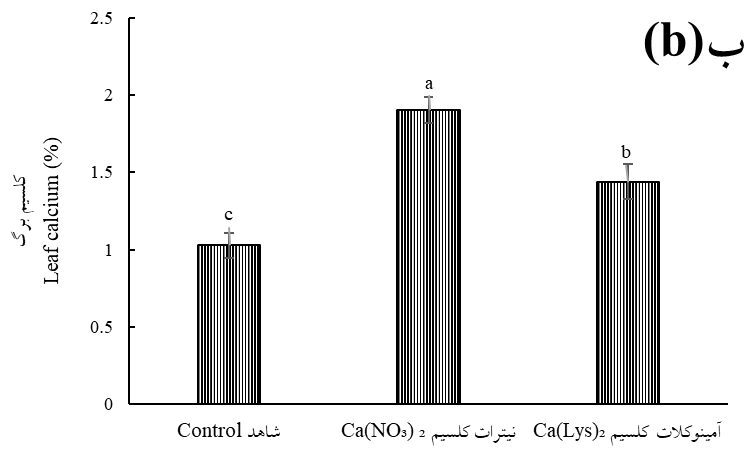 ب(b)
2.5
2
1.5
1
0.5
0
کلسیم برگ
Leaf calcium (%)
c
a
b
شاهد Control
نیترات کلسیم Ca(NO₃) ₂
آمینوکلات کلسیم Ca(Lys)₂